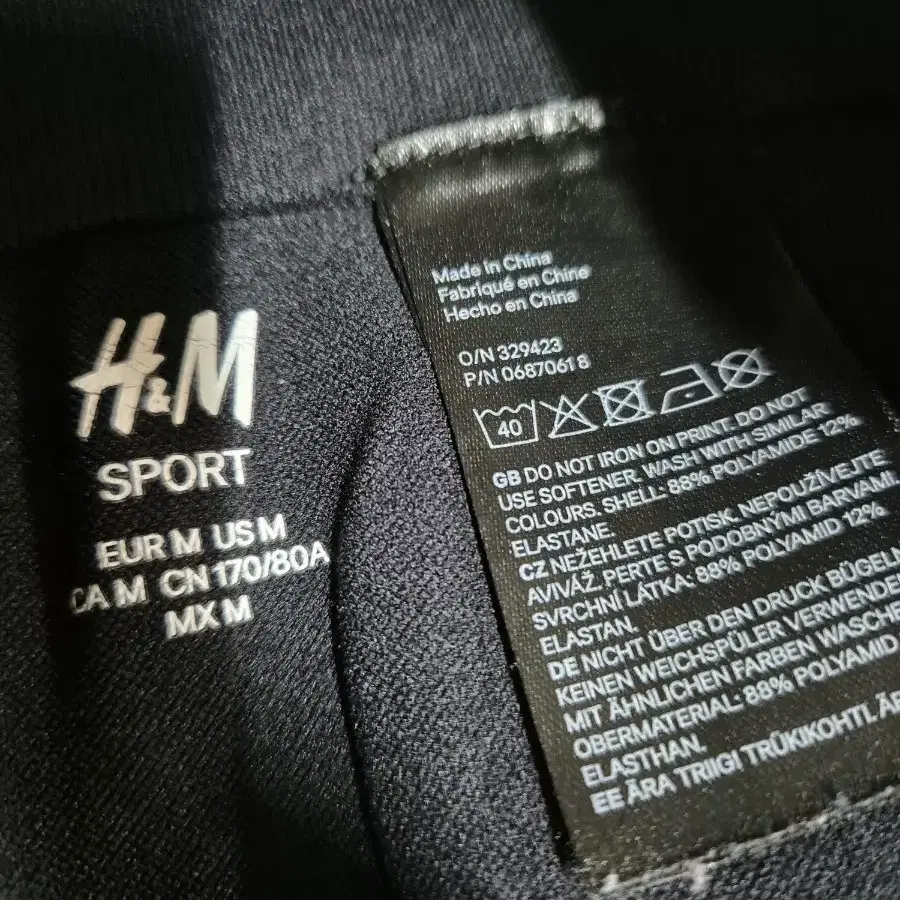 H&M
SPORT
EUR M US M
CA M CN 170/80A
MX M
Made in China
Fabriqué en Chine
Hecho en China
O/N 329423
P/N 0687061 8
40
GB DO NOT IRON ON PRINT. DO NOT
USE SOFTENER. WASH WITH SIMILAR
COLOURS. SHELL: 88% POLYAMIDE 12%
ELASTANE.
CZ NEŽEHLETE POTISK. NEPOUŽÍVEJTE
AVIVÁŽ. PERTE S PODOBNÝMI BARVAMI.
SVRCHNÍ LÁTKA: 88% POLYAMID 12%
ELASTAN.
DE NICHT ÜBER DEN DRUCK BÜGELN
KEINEN WEICHSPÜLER VERWENDEN
MIT ÄHNLICHEN FARBEN WASCHE
OBERMATERIAL: 88% POLYAMID
ELASTHAN.
EE ÄRA TRIIGI TRÜKIKOHTI. ÄR